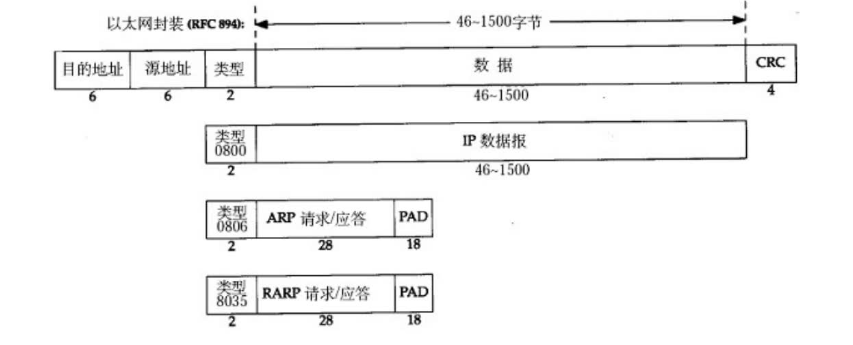 以太网封装 (RFC 894):
46~1500字节
目的地址 源地址 类型 数据 CRC
6 6 2 46~1500 4
类型
0800
IP 数据报
2 46~1500
类型
0806
ARP 请求/应答 PAD
2 28 18
类型
8035
RARP 请求/应答 PAD
2 28 18